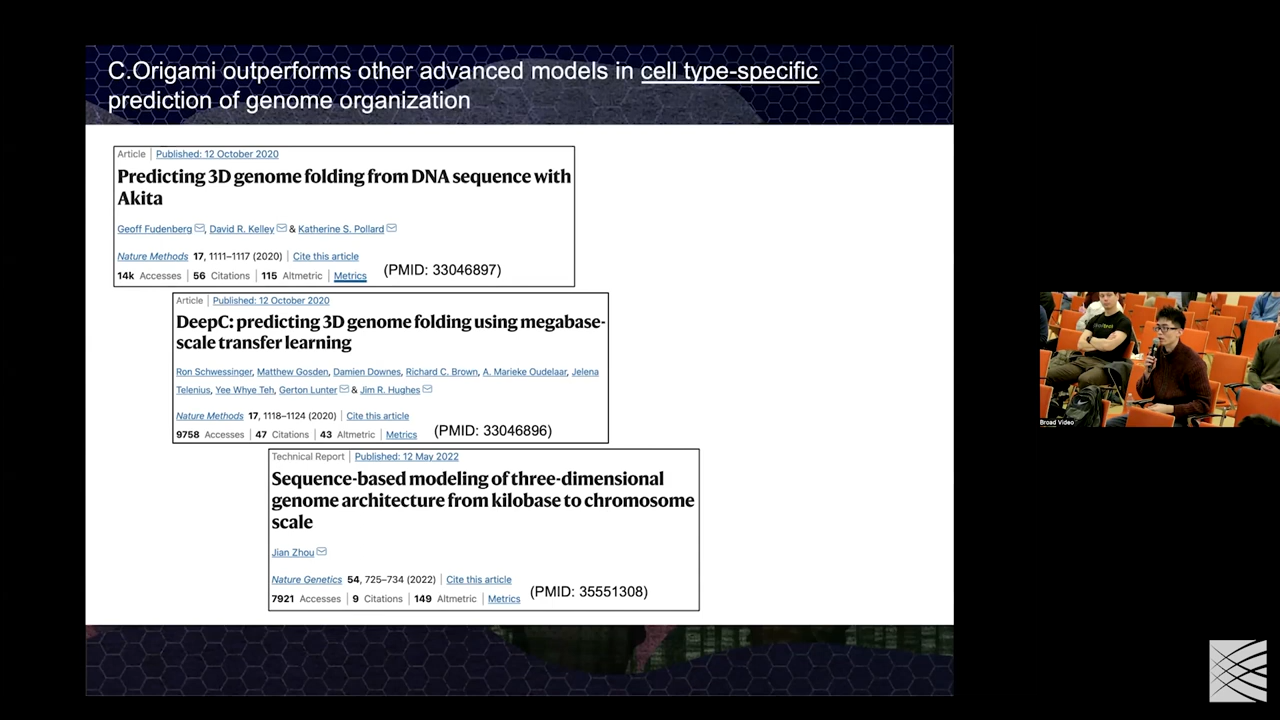 C.Origami outperforms other advanced models in cell type-specific
prediction of genome organization
Article | Published: 12 October 2020
Predicting 3D genome folding from DNA sequence with
Akita
Geoff Fudenberg, David R. Kelley & Katherine S. Pollard
Nature Methods 17, 1111–1117 (2020) | Cite this article
14k Accesses | 56 Citations | 115 Altmetric | Metrics (PMID: 33046897)
Article | Published: 12 October 2020
DeepC: predicting 3D genome folding using megabase-
scale transfer learning
Ron Schwessinger, Matthew Gosden, Damien Downes, Richard C. Brown, A. Marieke Oudelaar, Jelena
Telenius, Yee Whye Teh, Gerton Lunter & Jim R. Hughes
Nature Methods 17, 1118–1124 (2020) | Cite this article
9758 Accesses | 47 Citations | 43 Altmetric | Metrics (PMID: 33046896)
Technical Report | Published: 12 May 2022
Sequence-based modeling of three-dimensional
genome architecture from kilobase to chromosome
scale
Jian Zhou
Nature Genetics 54, 725–734 (2022) | Cite this article
7921 Accesses | 9 Citations | 149 Altmetric | Metrics (PMID: 35551308)
Broad Video